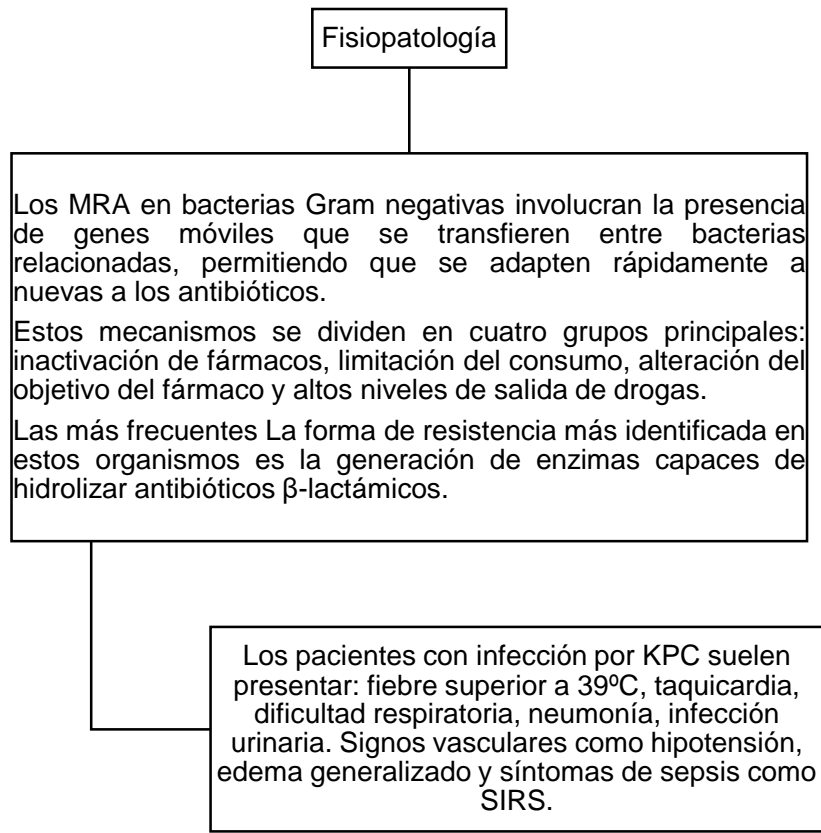 Fisiopatología
Los MRA en bacterias Gram negativas involucran la presencia
de genes móviles que se transfieren entre bacterias
relacionadas, permitiendo que se adapten rápidamente a
nuevas a los antibióticos.
Estos mecanismos se dividen en cuatro grupos principales:
inactivación de fármacos, limitación del consumo, alteración del
objetivo del fármaco y altos niveles de salida de drogas.
Las más frecuentes La forma de resistencia más identificada en
estos organismos es la generación de enzimas capaces de
hidrolizar antibióticos β-lactámicos.
Los pacientes con infección por KPC suelen
presentar: fiebre superior a 39ºC, taquicardia,
dificultad respiratoria, neumonía, infección
urinaria. Signos vasculares como hipotensión,
edema generalizado y síntomas de sepsis como
SIRS.